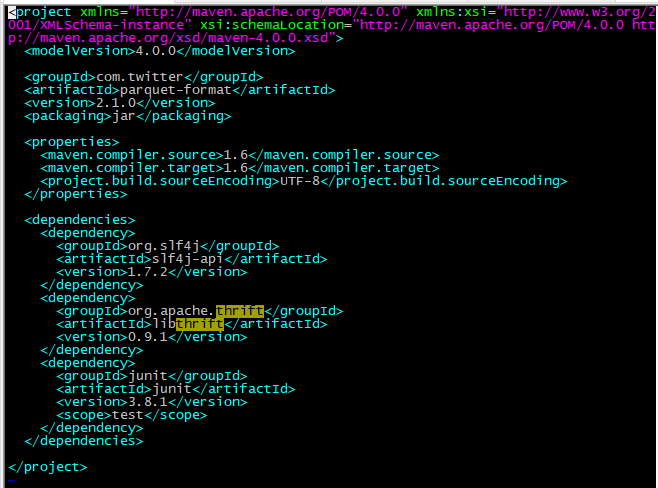 <project xmlns="http://maven.apache.org/POM/4.0.0" xmlns:xsi="http://www.w3.org/2
001/XMLSchema-instance" xsi:schemaLocation="http://maven.apache.org/POM/4.0.0 htt
p://maven.apache.org/xsd/maven-4.0.0.xsd">
  <modelVersion>4.0.0</modelVersion>

  <groupId>com.twitter</groupId>
  <artifactId>parquet-format</artifactId>
  <version>2.1.0</version>
  <packaging>jar</packaging>

  <properties>
    <maven.compiler.source>1.6</maven.compiler.source>
    <maven.compiler.target>1.6</maven.compiler.target>
    <project.build.sourceEncoding>UTF-8</project.build.sourceEncoding>
  </properties>

  <dependencies>
    <dependency>
      <groupId>org.slf4j</groupId>
      <artifactId>slf4j-api</artifactId>
      <version>1.7.2</version>
    </dependency>
    <dependency>
      <groupId>org.apache.thrift</groupId>
      <artifactId>libthrift</artifactId>
      <version>0.9.1</version>
    </dependency>
    <dependency>
      <groupId>junit</groupId>
      <artifactId>junit</artifactId>
      <version>3.8.1</version>
      <scope>test</scope>
    </dependency>
  </dependencies>

</project>
~